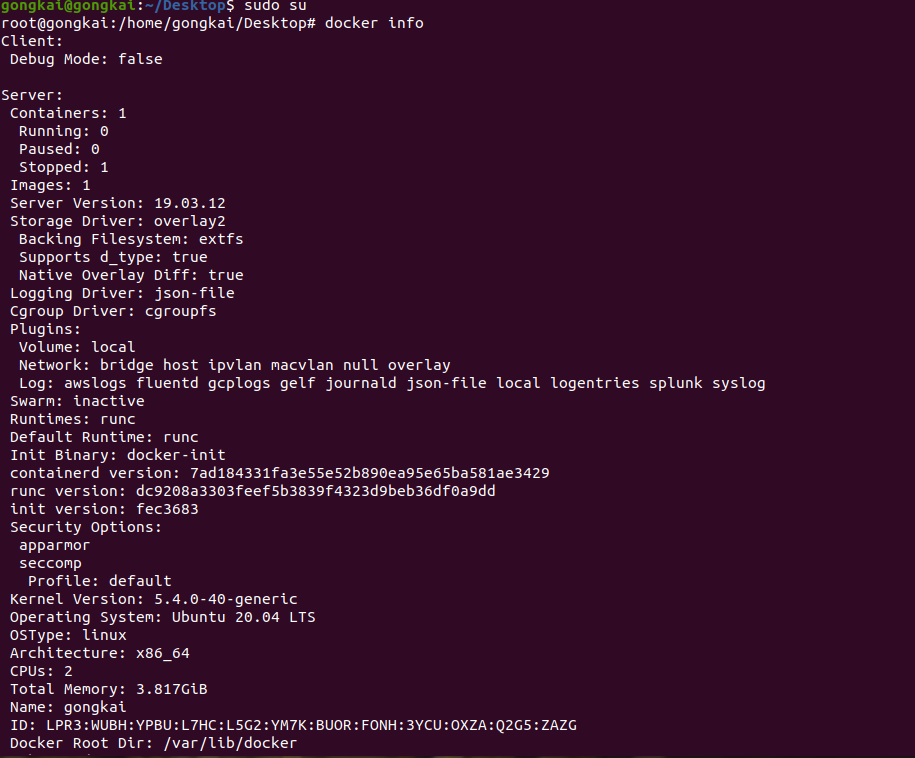 gongkai@gongkai:~/Desktop$ sudo su
root@gongkai:/home/gongkai/Desktop# docker info
Client:
 Debug Mode: false

Server:
 Containers: 1
  Running: 0
  Paused: 0
  Stopped: 1
 Images: 1
 Server Version: 19.03.12
 Storage Driver: overlay2
  Backing Filesystem: extfs
  Supports d_type: true
  Native Overlay Diff: true
 Logging Driver: json-file
 Cgroup Driver: cgroupfs
 Plugins:
  Volume: local
  Network: bridge host ipvlan macvlan null overlay
  Log: awslogs fluentd gcplogs gelf journald json-file local logentries splunk syslog
 Swarm: inactive
 Runtimes: runc
 Default Runtime: runc
 Init Binary: docker-init
 containerd version: 7ad184331fa3e55e52b890ea95e65ba581ae3429
 runc version: dc9208a3303feef5b3839f4323d9beb36df0a9dd
 init version: fec3683
 Security Options:
  apparmor
  seccomp
   Profile: default
 Kernel Version: 5.4.0-40-generic
 Operating System: Ubuntu 20.04 LTS
 OSType: linux
 Architecture: x86_64
 CPUs: 2
 Total Memory: 3.817GiB
 Name: gongkai
 ID: LPR3:WUBH:YPBU:L7HC:L5G2:YM7K:BUOR:FONH:3YCU:OXZA:Q2G5:ZAZG
 Docker Root Dir: /var/lib/docker